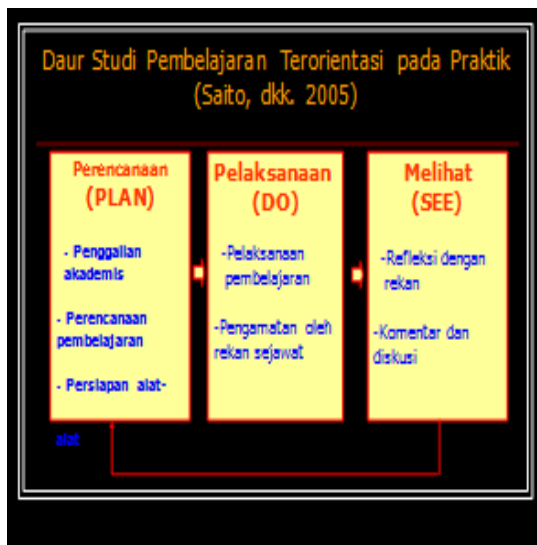 Daur Studi Pembelajaran Terorientasi pada Praktik
(Saito, dkk. 2005)
Perencanaan
(PLAN)
- Penggalian
akademis
- Perencanaan
pembelajaran
- Persiapan alat-
alat
Pelaksanaan
(DO)
-Pelaksanaan
pembelajaran
-Pengamatan oleh
rekan sejawat
Melihat
(SEE)
-Refleksi dengan
rekan
-Komentar dan
diskusi